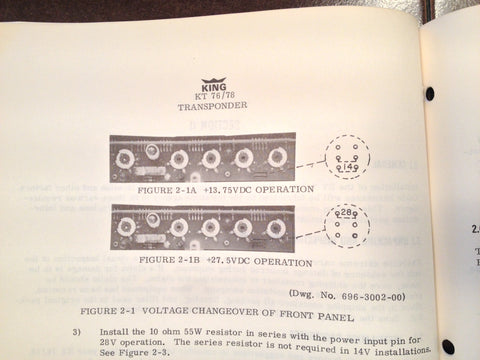 KING
KT 76/78
TRANSPONDER
14
FIGURE 2-1A +13.75VDC OPERATION
28
FIGURE 2-1B +27.5VDC OPERATION
(Dwg. No. 696-3002-00)
FIGURE 2-1 VOLTAGE CHANGEOVER OF FRONT PANEL
3) Install the 10 ohm 55W resistor in series with the power input pin for
28V operation. The series resistor is not required in 14V installations.
See Figure 2-3.